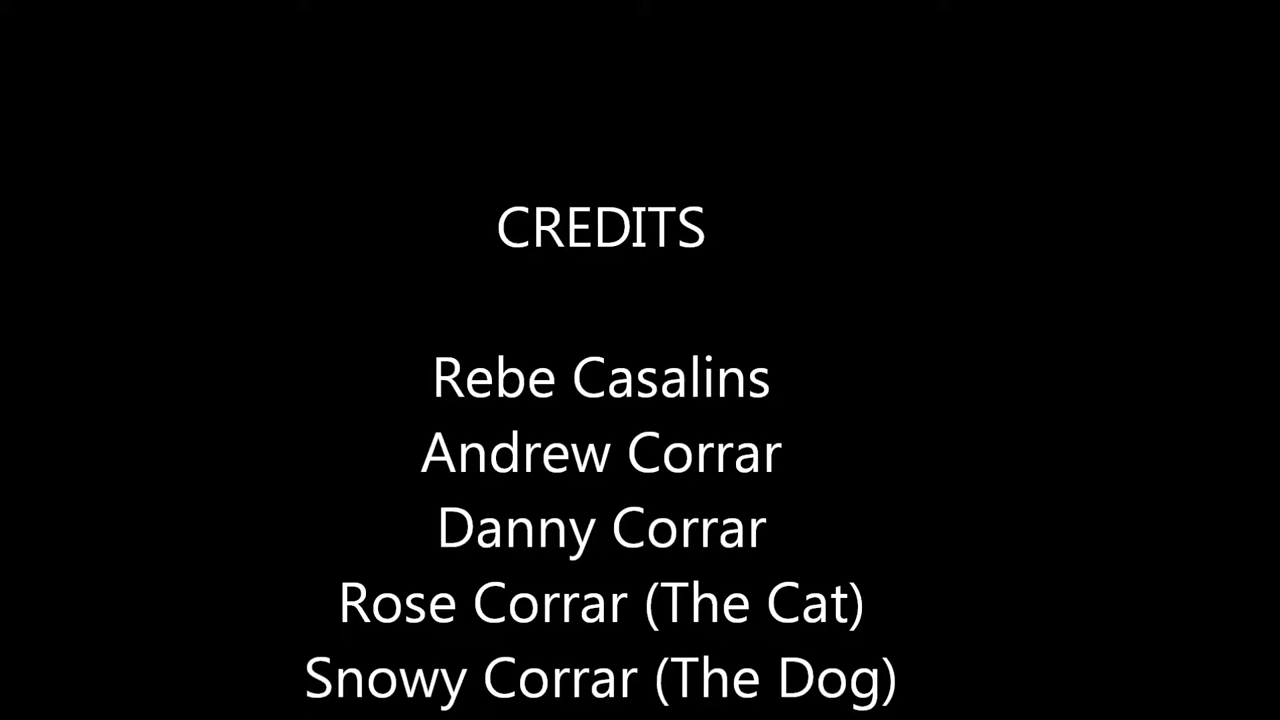 CREDITS
Rebe Casalins
Andrew Corrar
Danny Corrar
Rose Corrar (The Cat)
Snowy Corrar (The Dog)